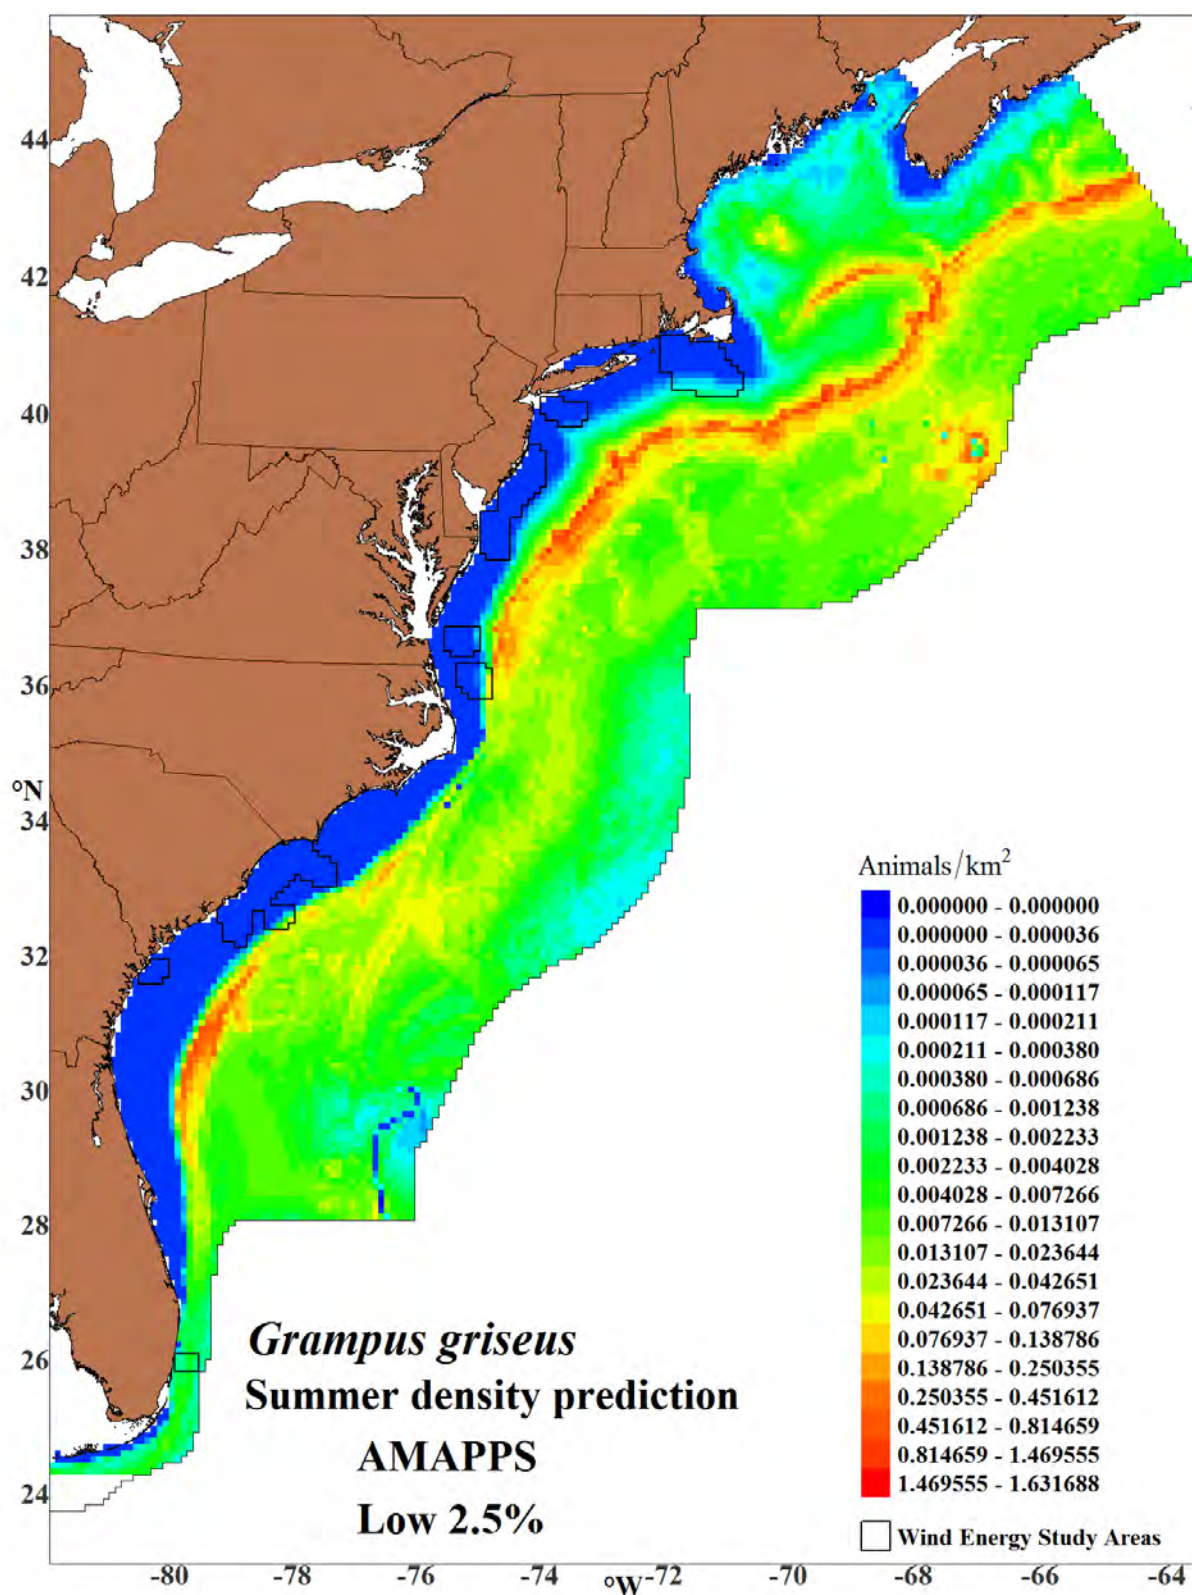 44
42
40
38
36
°N
34
32
30
28
26
24
Animals/km²
0.000000 - 0.000000
0.000000 - 0.000036
0.000036 - 0.000065
0.000065 - 0.000117
0.000117 - 0.000211
0.000211 - 0.000380
0.000380 - 0.000686
0.000686 - 0.001238
0.001238 - 0.002233
0.002233 - 0.004028
0.004028 - 0.007266
0.007266 - 0.013107
0.013107 - 0.023644
0.023644 - 0.042651
0.042651 - 0.076937
0.076937 - 0.138786
0.138786 - 0.250355
0.250355 - 0.451612
0.451612 - 0.814659
0.814659 - 1.469555
1.469555 - 1.631688
Wind Energy Study Areas
Grampus griseus
Summer density prediction
AMAPPS
Low 2.5%
-80 -78 -76 -74 °W -72 -70 -68 -66 -64